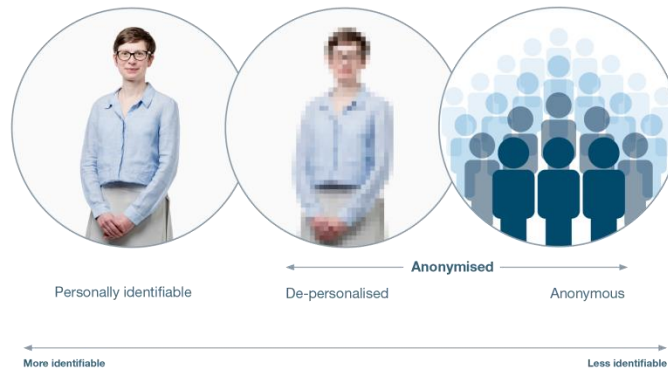 Anonymised
Personally identifiable
De-personalised
Anonymous
More identifiable
Less identifiable